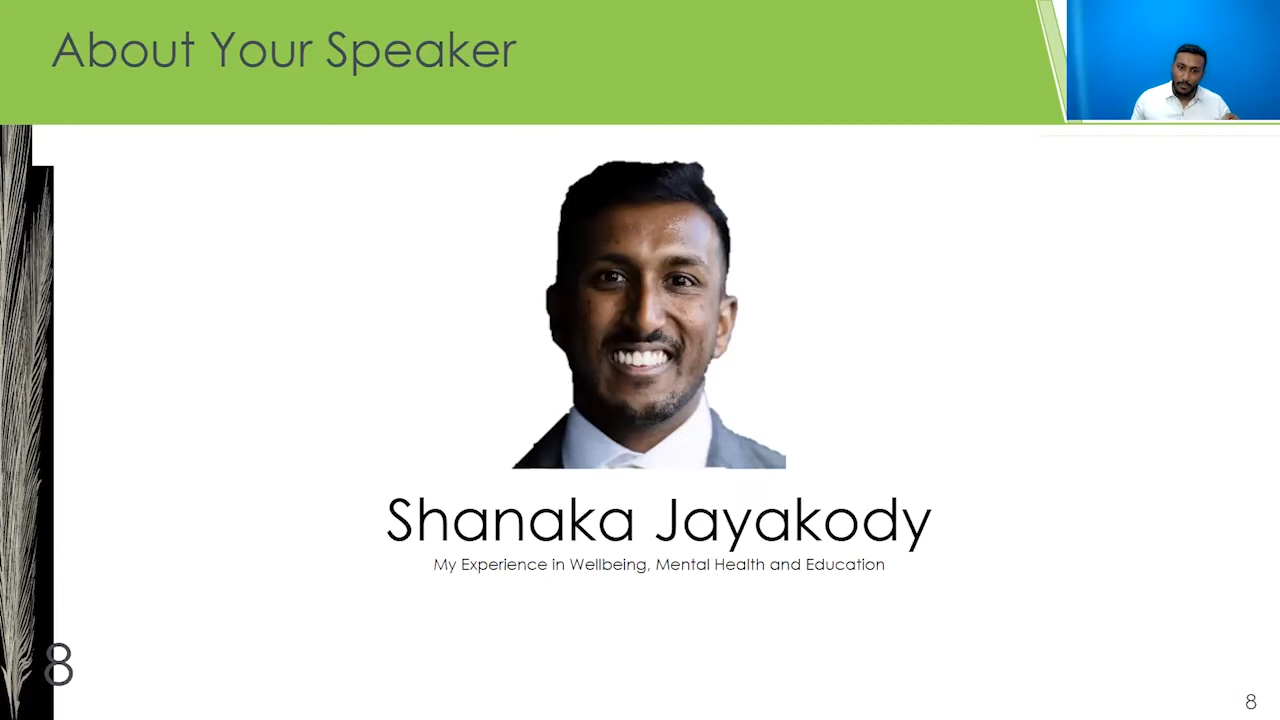 About Your Speaker
Shanaka Jayakody
My Experience in Wellbeing, Mental Health and Education
8
8